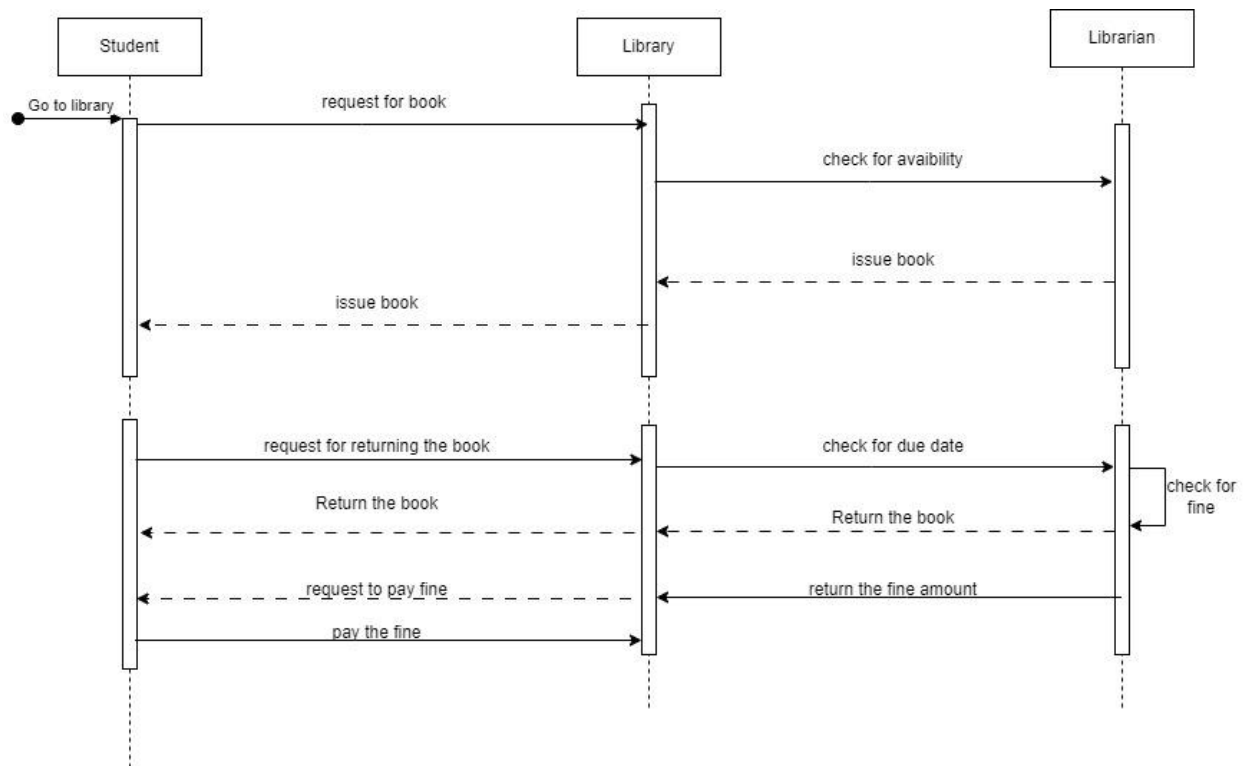 Student
Library
Librarian
Go to library
request for book
check for avaibility
issue book
issue book
request for returning the book
check for due date
check for
fine
Return the book
Return the book
request to pay fine
return the fine amount
pay the fine